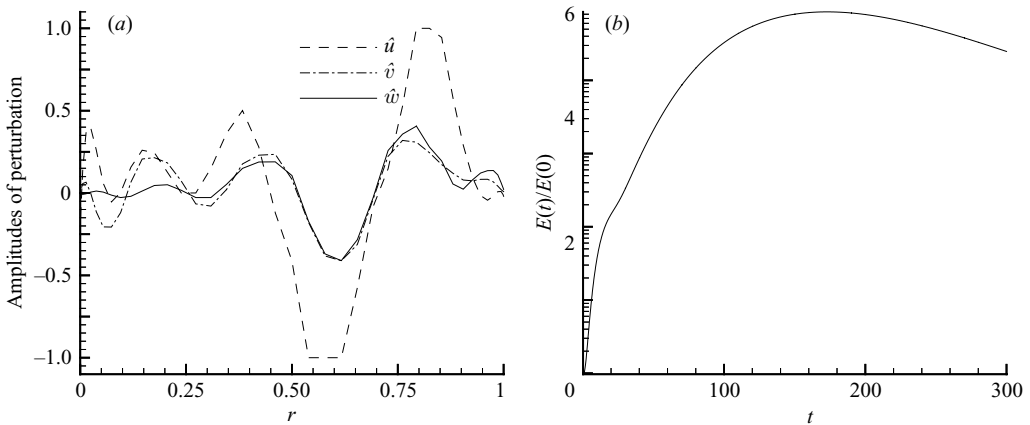 (a)
û
v̂
ŵ
1.0
0.5
0
–0.5
–1.0
Amplitudes of perturbation
0
0.25
0.50
0.75
1
r
(b)
6
4
2
0
E(t)/E(0)
100
200
300
t